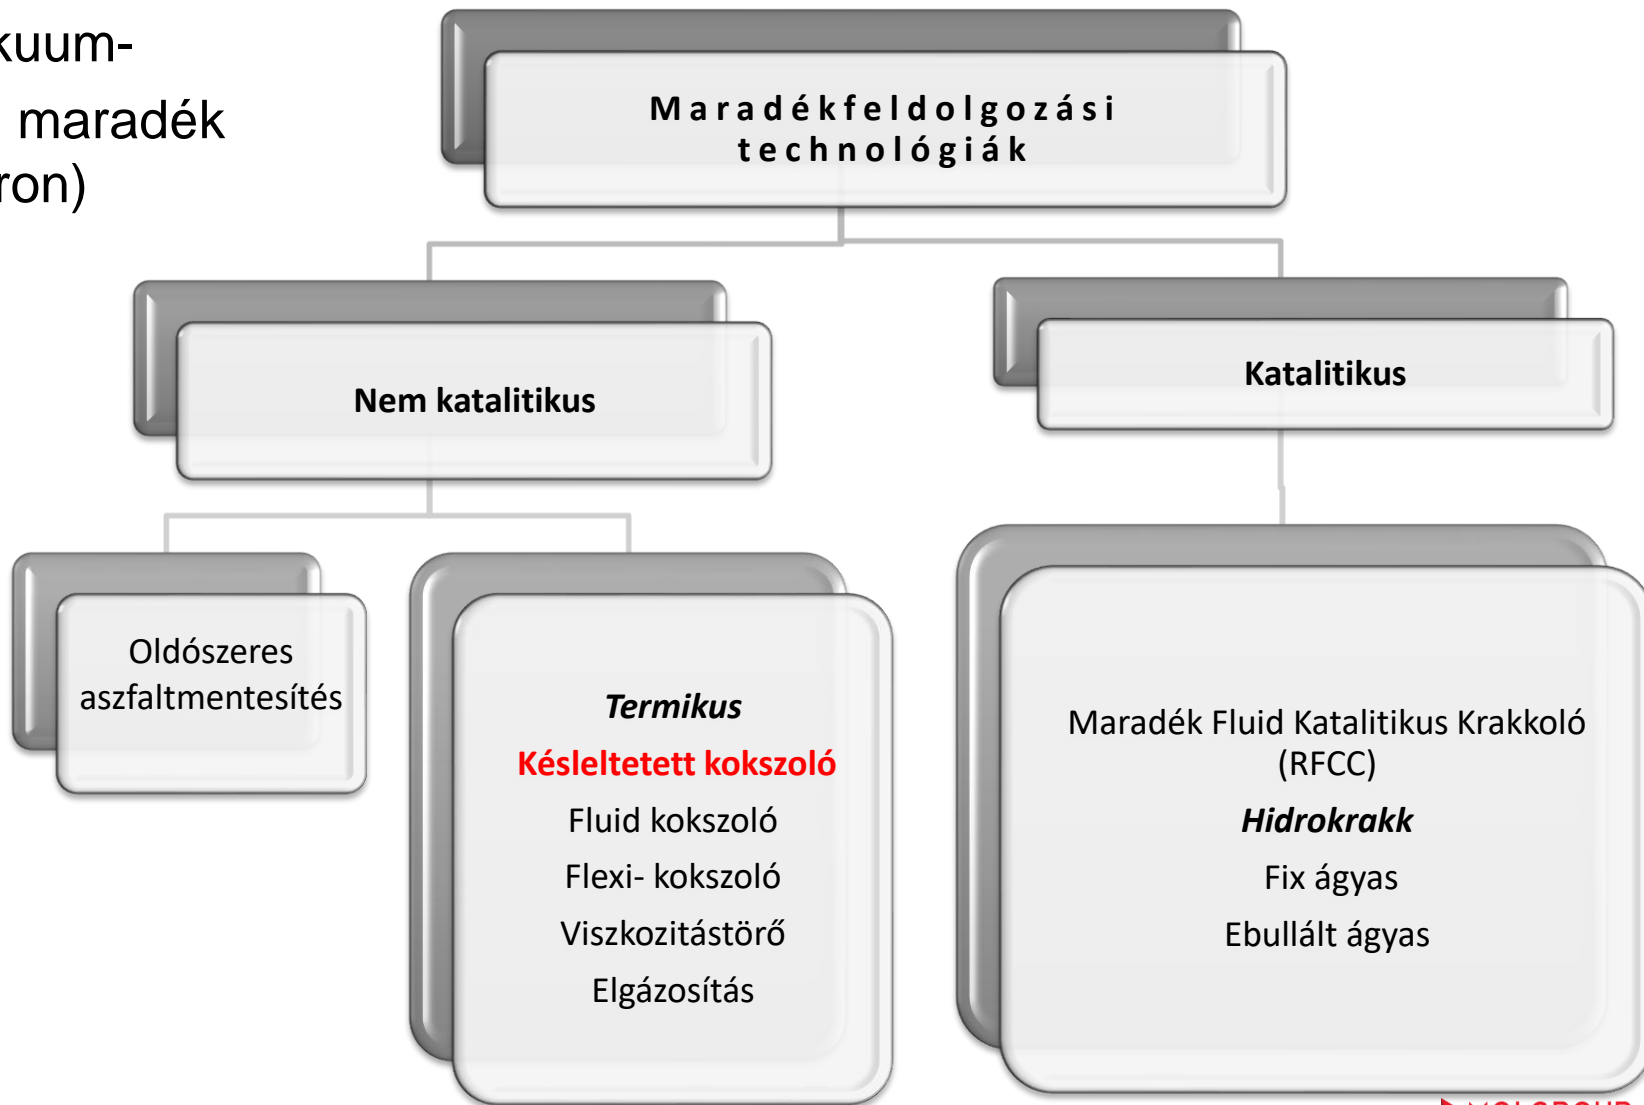 kuum-
maradék
ron)
Maradékfeldolgozási
technológiák
Nem katalitikus
Katalitikus
Oldószeres
aszfaltmentesítés
Termikus
Késleltetett kokszoló
Fluid kokszoló
Flexi- kokszoló
Viszkozitástörő
Elgázosítás
Maradék Fluid Katalitikus Krakkoló
(RFCC)
Hidrokrakk
Fix ágyas
Ebullált ágyas